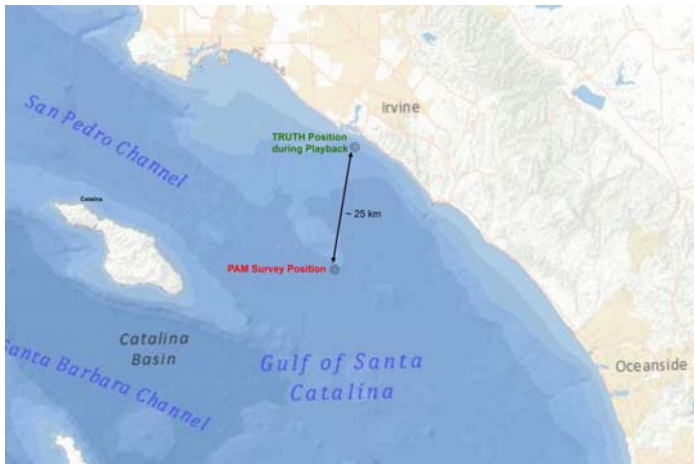 San Pedro Channel
Irvine
TRUTH Position
during Playback
Catalina
~ 25 km
PAM Survey Position
Catalina
Basin
Santa Barbara Channel
Gulf of Santa
Catalina
Oceanside